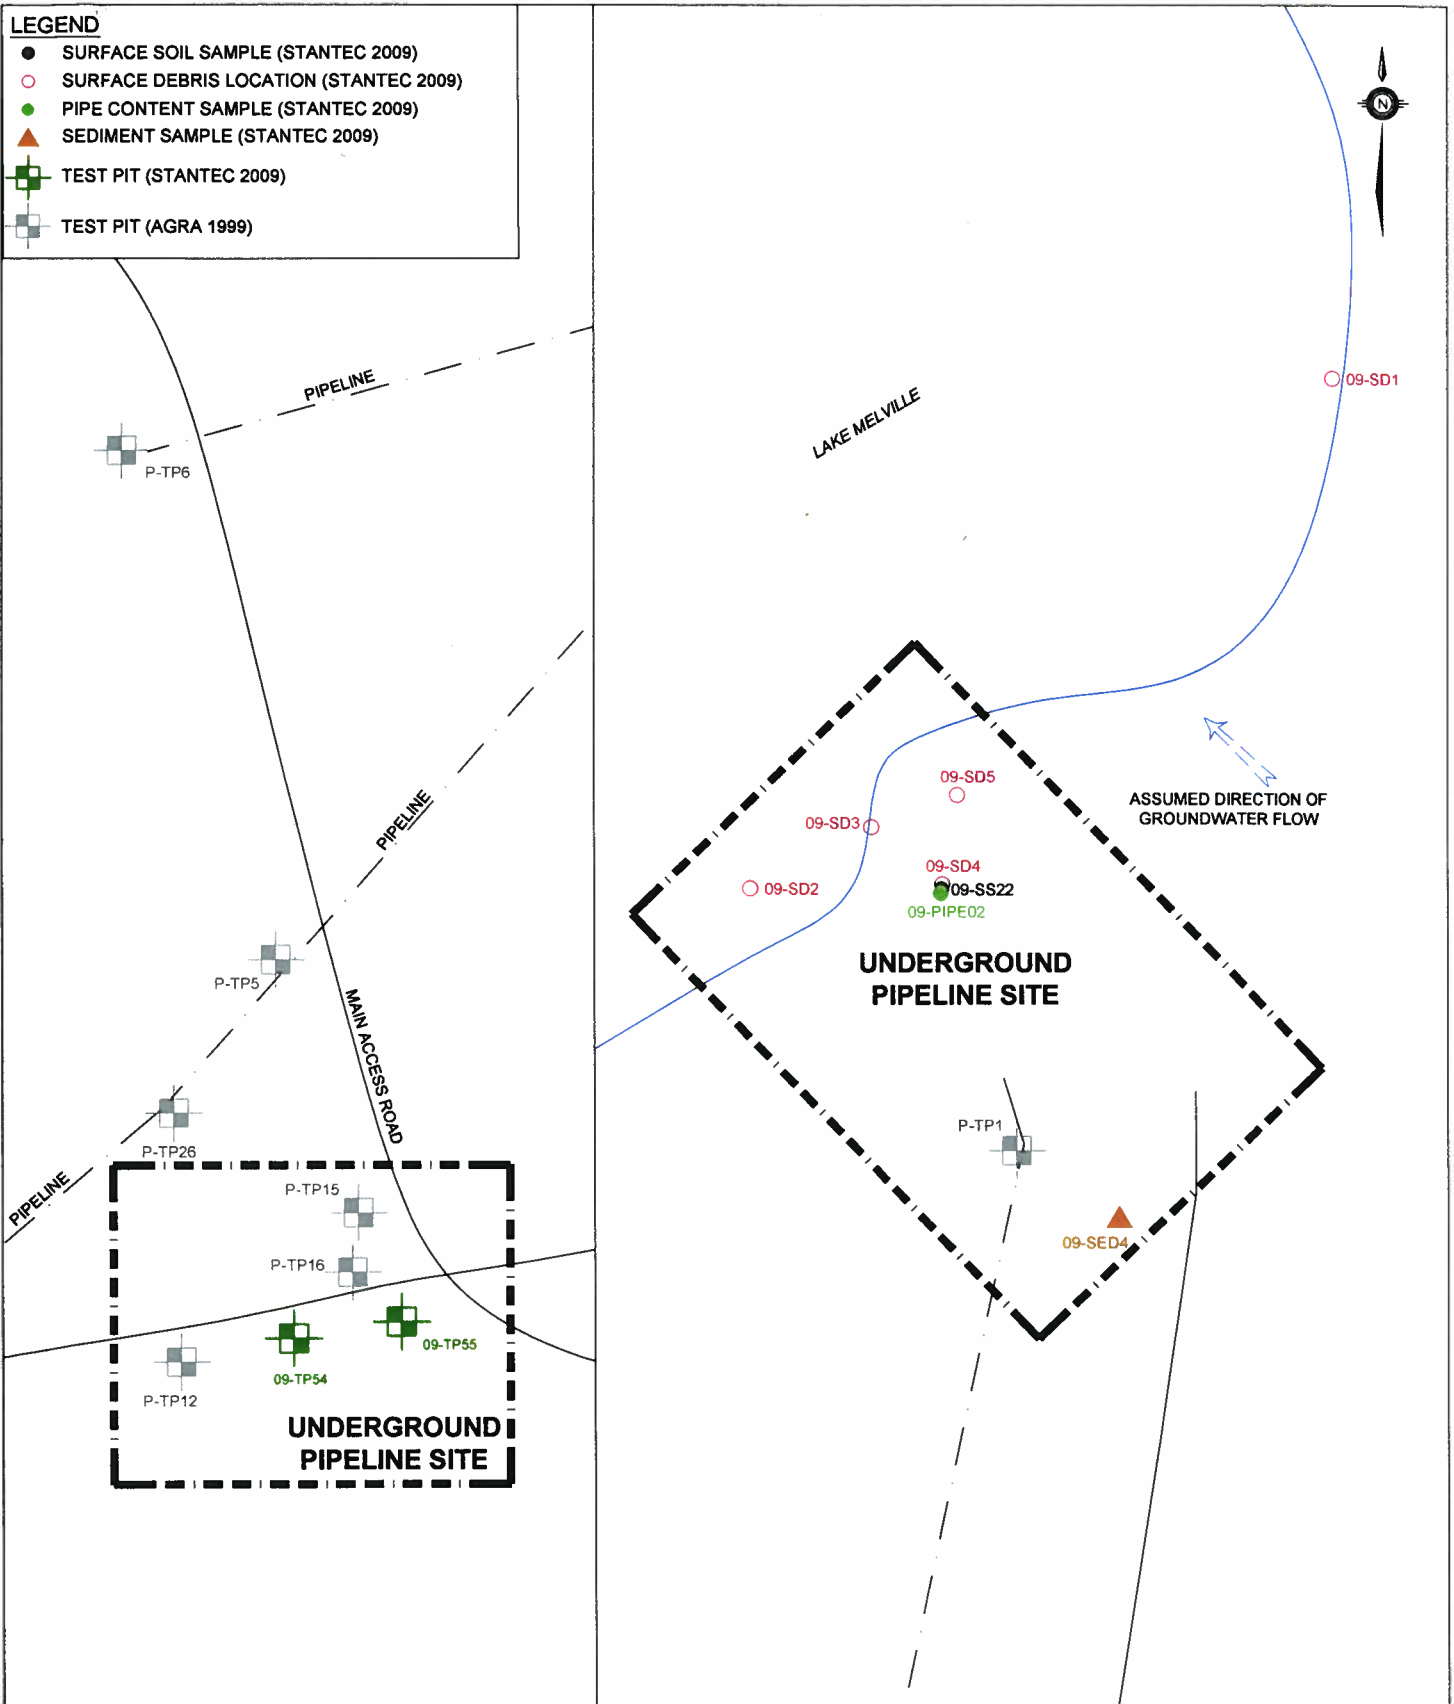 LEGEND
SURFACE SOIL SAMPLE (STANTEC 2009)
SURFACE DEBRIS LOCATION (STANTEC 2009)
PIPE CONTENT SAMPLE (STANTEC 2009)
SEDIMENT SAMPLE (STANTEC 2009)
TEST PIT (STANTEC 2009)
TEST PIT (AGRA 1999)
N
PIPELINE
P-TP6
PIPELINE
P-TP5
MAIN ACCESS ROAD
P-TP26
PIPELINE
P-TP15
P-TP16
09-TP55
09-TP54
P-TP12
UNDERGROUND
PIPELINE SITE
LAKE MELVILLE
09-SD1
ASSUMED DIRECTION OF
GROUNDWATER FLOW
09-SD5
09-SD3
09-SD4
09-SD2
09-SS22
09-PIPE02
UNDERGROUND
PIPELINE SITE
P-TP1
09-SED4